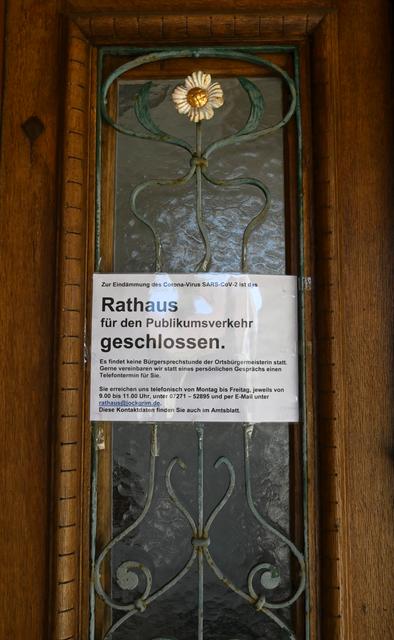 Zur Eindämmung des Corona-Virus SARS-CoV-2 ist das
Rathaus
für den Publikumsverkehr
geschlossen.
Es findet keine Bürgersprechstunde der Ortsbürgermeisterin statt.
Gerne vereinbaren wir statt eines persönlichen Gesprächs einen
Telefontermin für Sie.
Sie erreichen uns telefonisch von Montag bis Freitag, jeweils von
9.00 bis 11.00 Uhr, unter 07271 – 52895 und per E-Mail unter
rathaus@jockgrim.de.
Diese Kontaktdaten finden Sie auch im Amtsblatt.